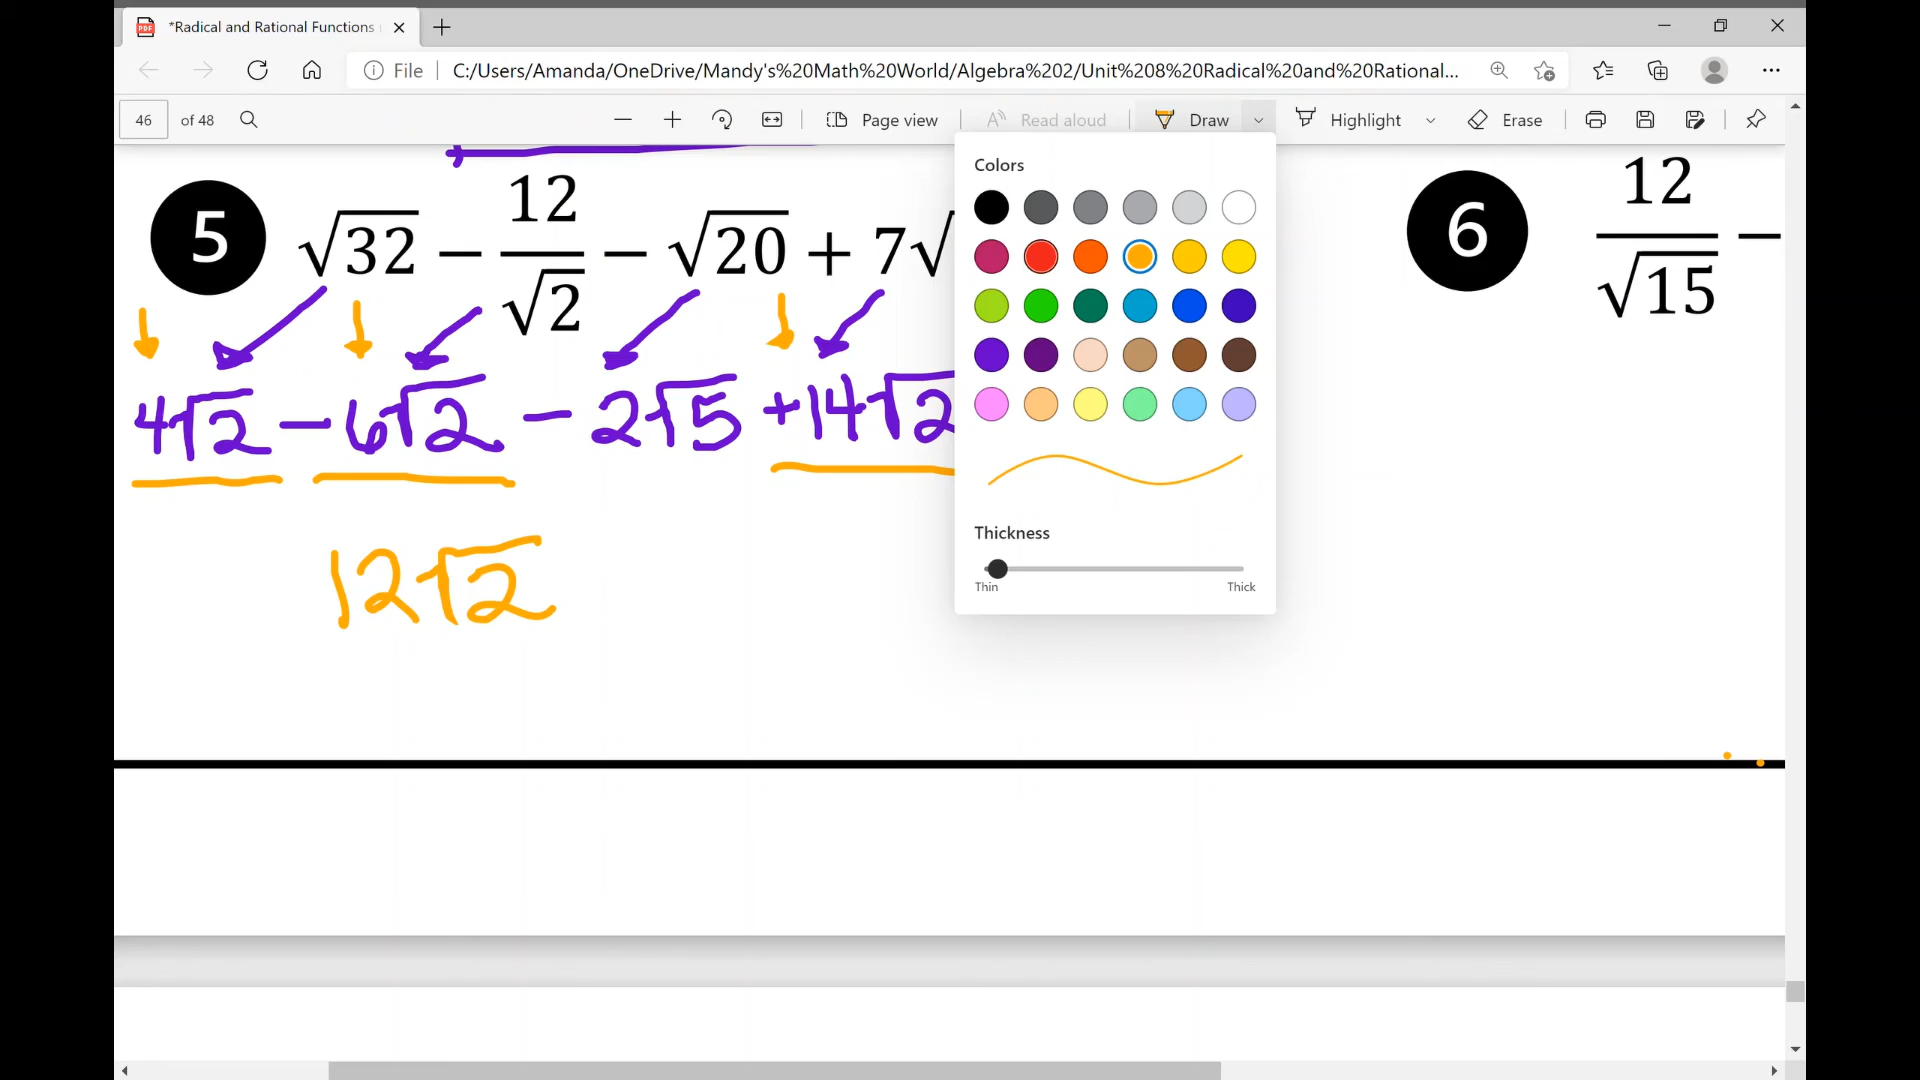 *Radical and Rational Functions
File C:/Users/Amanda/OneDrive/Mandy's%20Math%20World/Algebra%202/Unit%208%20Radical%20and%20Rational...
46 of 48 Page view Read aloud Draw Highlight Erase
Colors
5 √32 − 12/√2 − √20 + 7√
6 12/√15 −
4√2 − 6√2 − 2√5 +14√2
12√2
Thickness
Thin Thick